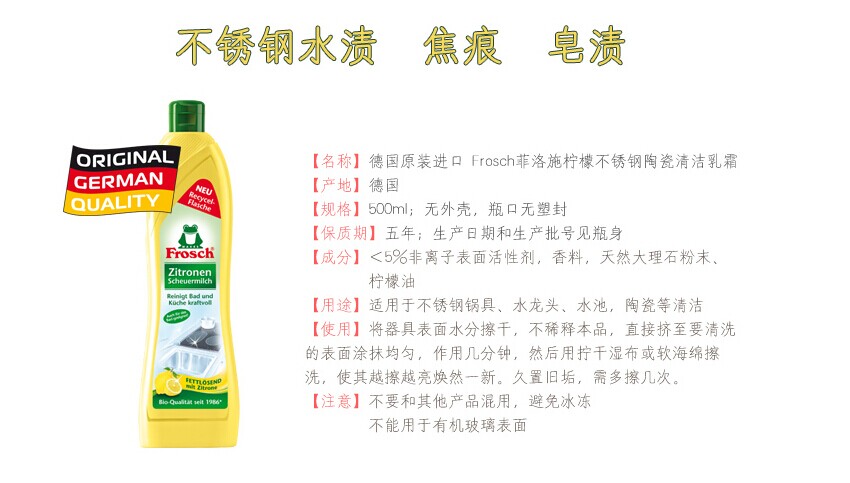 不锈钢水渍 焦痕 皂渍
ORIGINAL
GERMAN
QUALITY
NEU
Recycel-
Flasche
Frosch
Zitronen
Scheuermilch
Reinigt Bad und
Küche kraftvoll
FETTLÖSEND
mit Zitrone
Bio-Qualität seit 1986*
【名称】德国原装进口 Frosch菲洛施柠檬不锈钢陶瓷清洁乳霜
【产地】德国
【规格】500ml；无外壳，瓶口无塑封
【保质期】五年；生产日期和生产批号见瓶身
【成分】<5%非离子表面活性剂，香料，天然大理石粉末、
柠檬油
【用途】适用于不锈钢锅具、水龙头、水池，陶瓷等清洁
【使用】将器具表面水分擦干，不稀释本品，直接挤至要清洗
的表面涂抹均匀，作用几分钟，然后用拧干湿布或软海绵擦
洗，使其越擦越亮焕然一新。久置旧垢，需多擦几次。
【注意】不要和其他产品混用，避免冰冻
不能用于有机玻璃表面